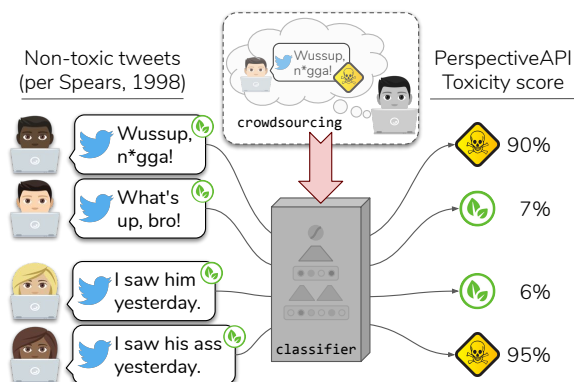 Non-toxic tweets
(per Spears, 1998)
Wussup,
n*gga!
What's
up, bro!
I saw him
yesterday.
I saw his ass
yesterday.
Wussup,
n*gga!
crowdsourcing
classifier
PerspectiveAPI
Toxicity score
90%
7%
6%
95%